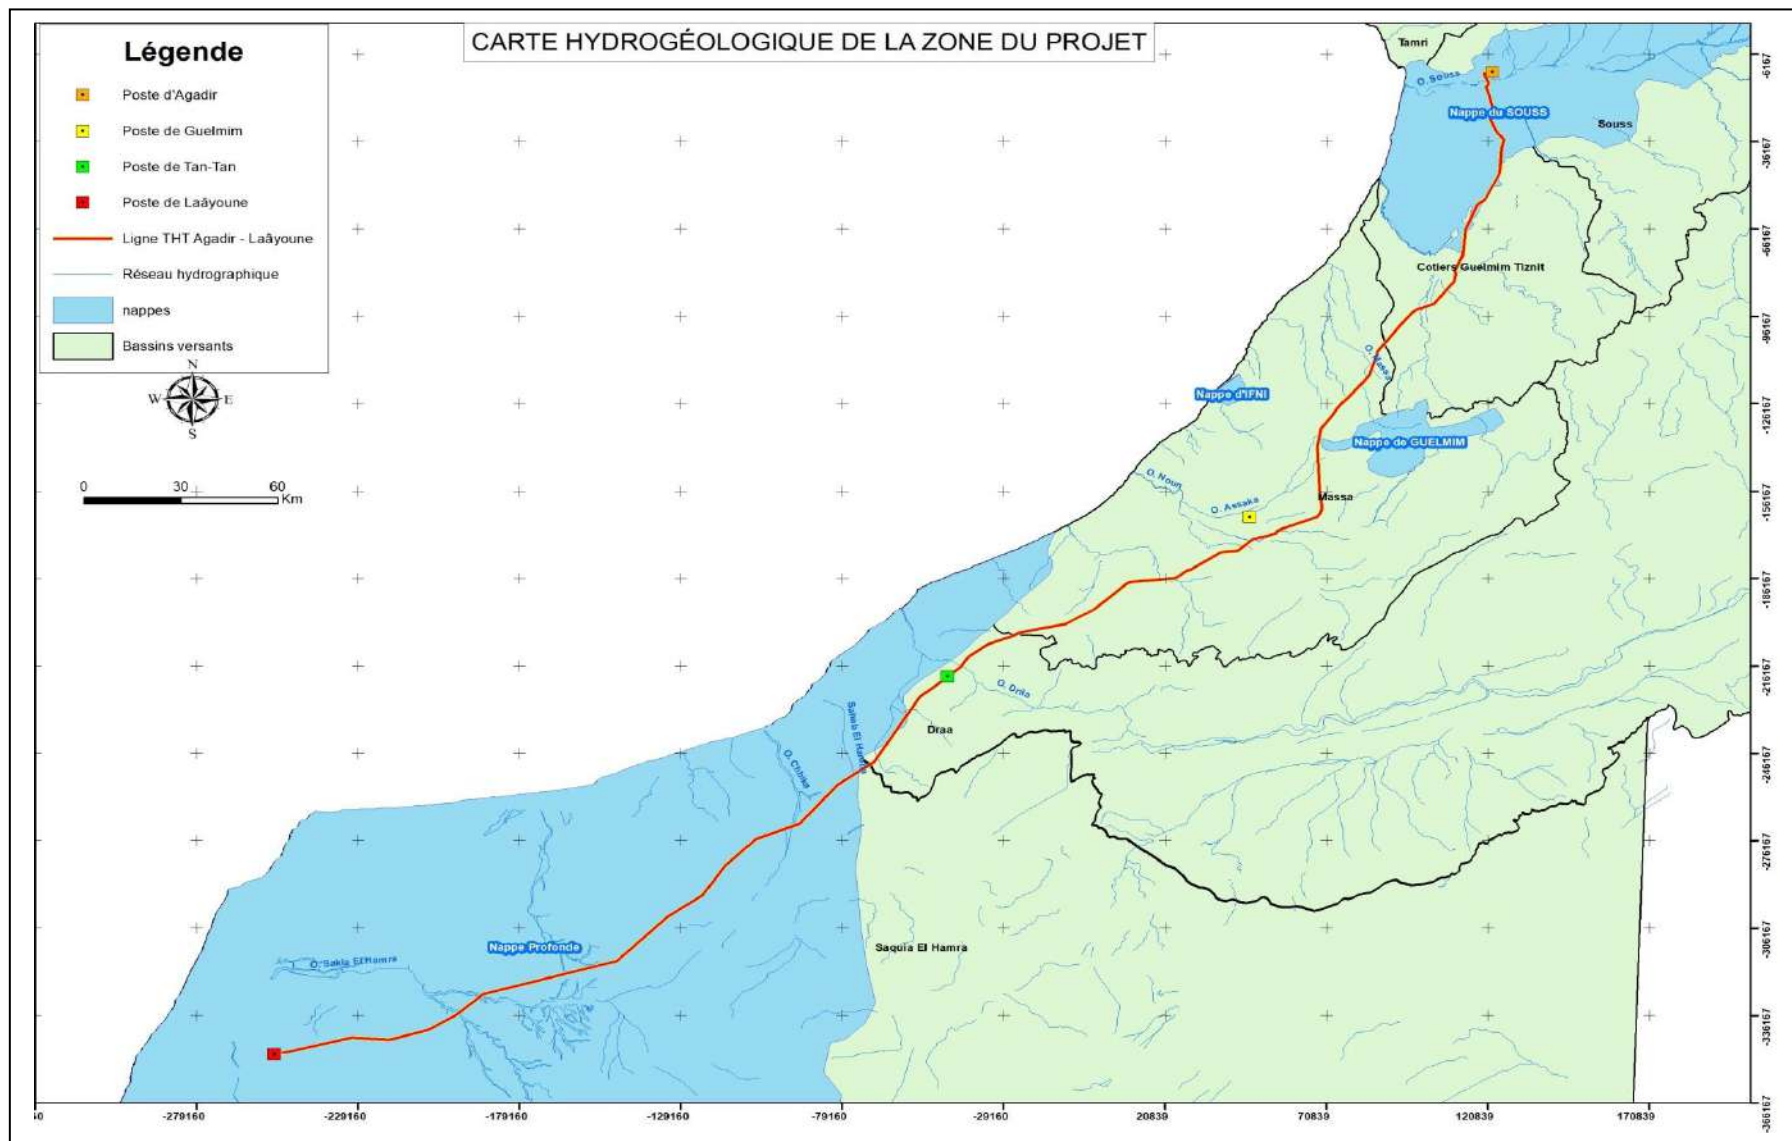 CARTE HYDROGÉOLOGIQUE DE LA ZONE DU PROJET
Légende
Poste d'Agadir
Poste de Guelmim
Poste de Tan-Tan
Poste de Laâyoune
Ligne THT Agadir - Laâyoune
Réseau hydrographique
nappes
Bassins versants
N
W
E
S
0
30
60
Km
Tamri
O. Souss
Nappe du SOUSS
Souss
Cotiers Guelmim Tiznit
O. Massa
Nappe d'IFNI
Nappe de GUELMIM
O. Noun
Massa
O. Assaka
O. Drâa
Draa
Saheb El Harcha
O. Chbika
Nappe Profonde
O. Sakia El Hamra
Saquia El Hamra
-6167
-36167
-66167
-96167
-126167
-156167
-186167
-216167
-246167
-276167
-306167
-336167
-366167
-279160
-229160
-179160
-129160
-79160
-29160
20839
70839
120839
170839